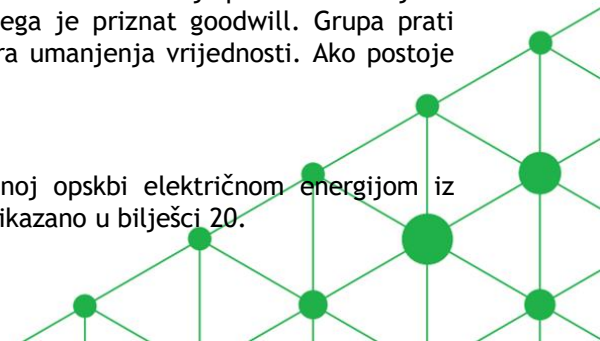 ega je priznat goodwill. Grupa prati
ra umanjenja vrijednosti. Ako postoje
noj opskbi električnom energijom iz
ikazano u bilješci 20.